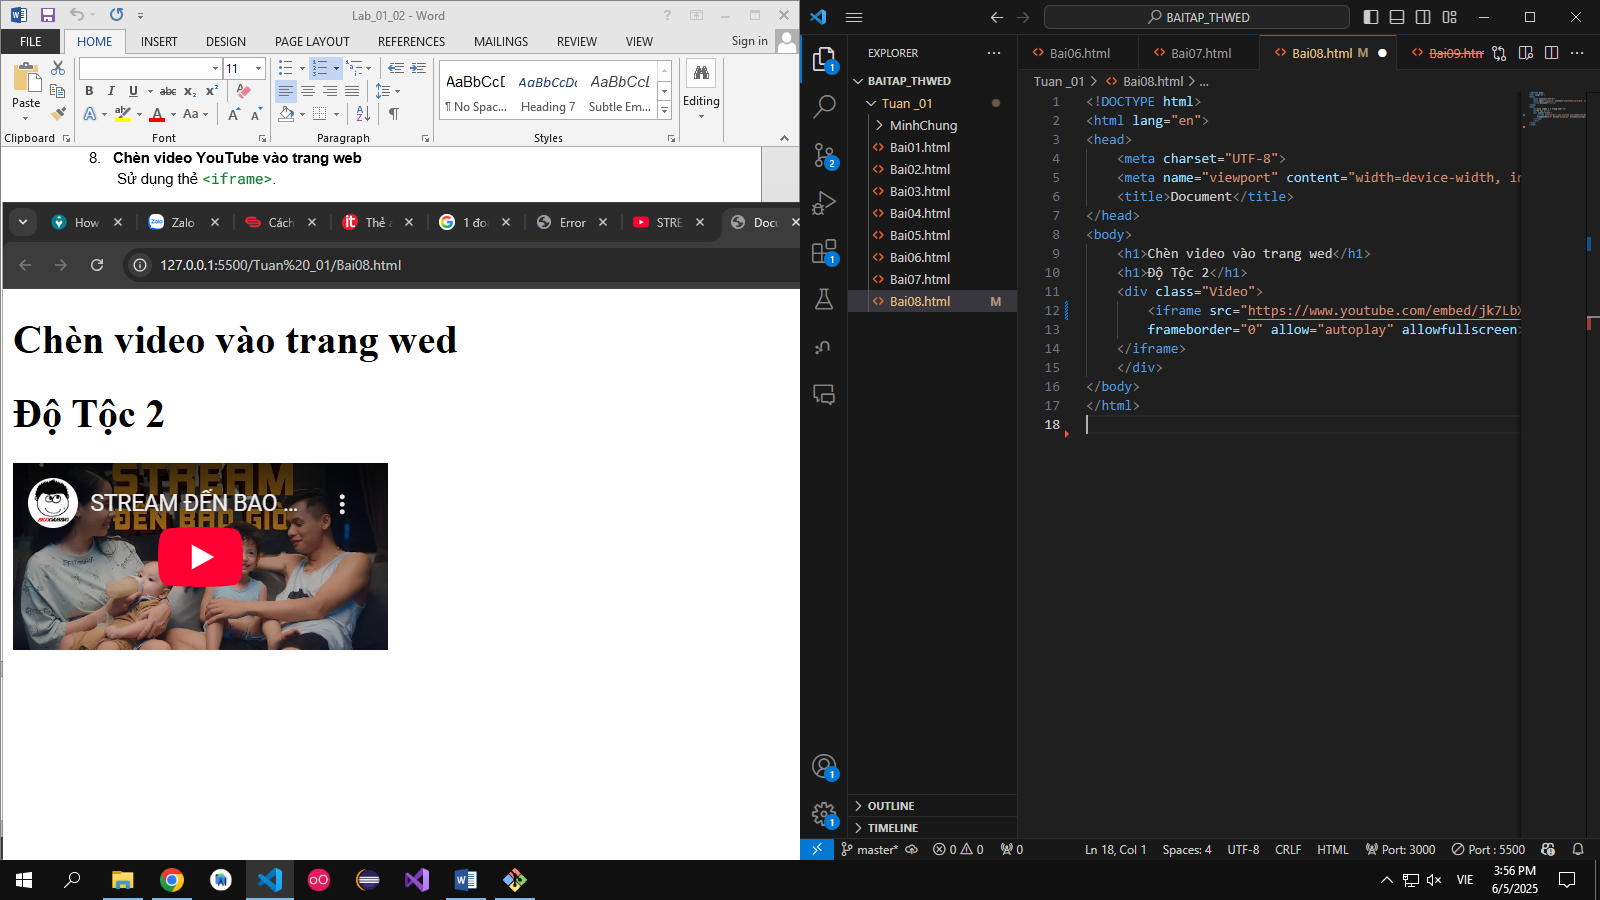 Lab_01_02 - Word
FILE HOME INSERT DESIGN PAGE LAYOUT REFERENCES MAILINGS REVIEW VIEW Sign in
11
Paste
AaBbCcD AaBbCcDc AaBbCcL
¶ No Spac... Heading 7 Subtle Em...
Editing
Clipboard Font Paragraph Styles
8. Chèn video YouTube vào trang web
Sử dụng thẻ <iframe>.
How Zalo Cách Thẻ 1 đo Error STRE Docu
127.0.0.1:5500/Tuan%20_01/Bai08.html
Chèn video vào trang wed
Độ Tộc 2
STREAM ĐẾN BAO ...
STREAM
ĐẾN BAO GIỜ
BAITAP_THWED
EXPLORER
BAITAP_THWED
Tuan _01
MinhChung
Bai01.html
Bai02.html
Bai03.html
Bai04.html
Bai05.html
Bai06.html
Bai07.html
Bai08.html M
OUTLINE
TIMELINE
Bai06.html Bai07.html Bai08.html M Bai09.htm
Tuan _01 > Bai08.html > ...
1 <!DOCTYPE html>
2 <html lang="en">
3 <head>
4 <meta charset="UTF-8">
5 <meta name="viewport" content="width=device-width, in
6 <title>Document</title>
7 </head>
8 <body>
9 <h1>Chèn video vào trang wed</h1>
10 <h1>Độ Tộc 2</h1>
11 <div class="Video">
12 <iframe src="https://www.youtube.com/embed/jk7LbX
13 frameborder="0" allow="autoplay" allowfullscreen>
14 </iframe>
15 </div>
16 </body>
17 </html>
18
master* 0 0 0 Ln 18, Col 1 Spaces: 4 UTF-8 CRLF HTML Port: 3000 Port : 5500
VIE
3:56 PM
6/5/2025